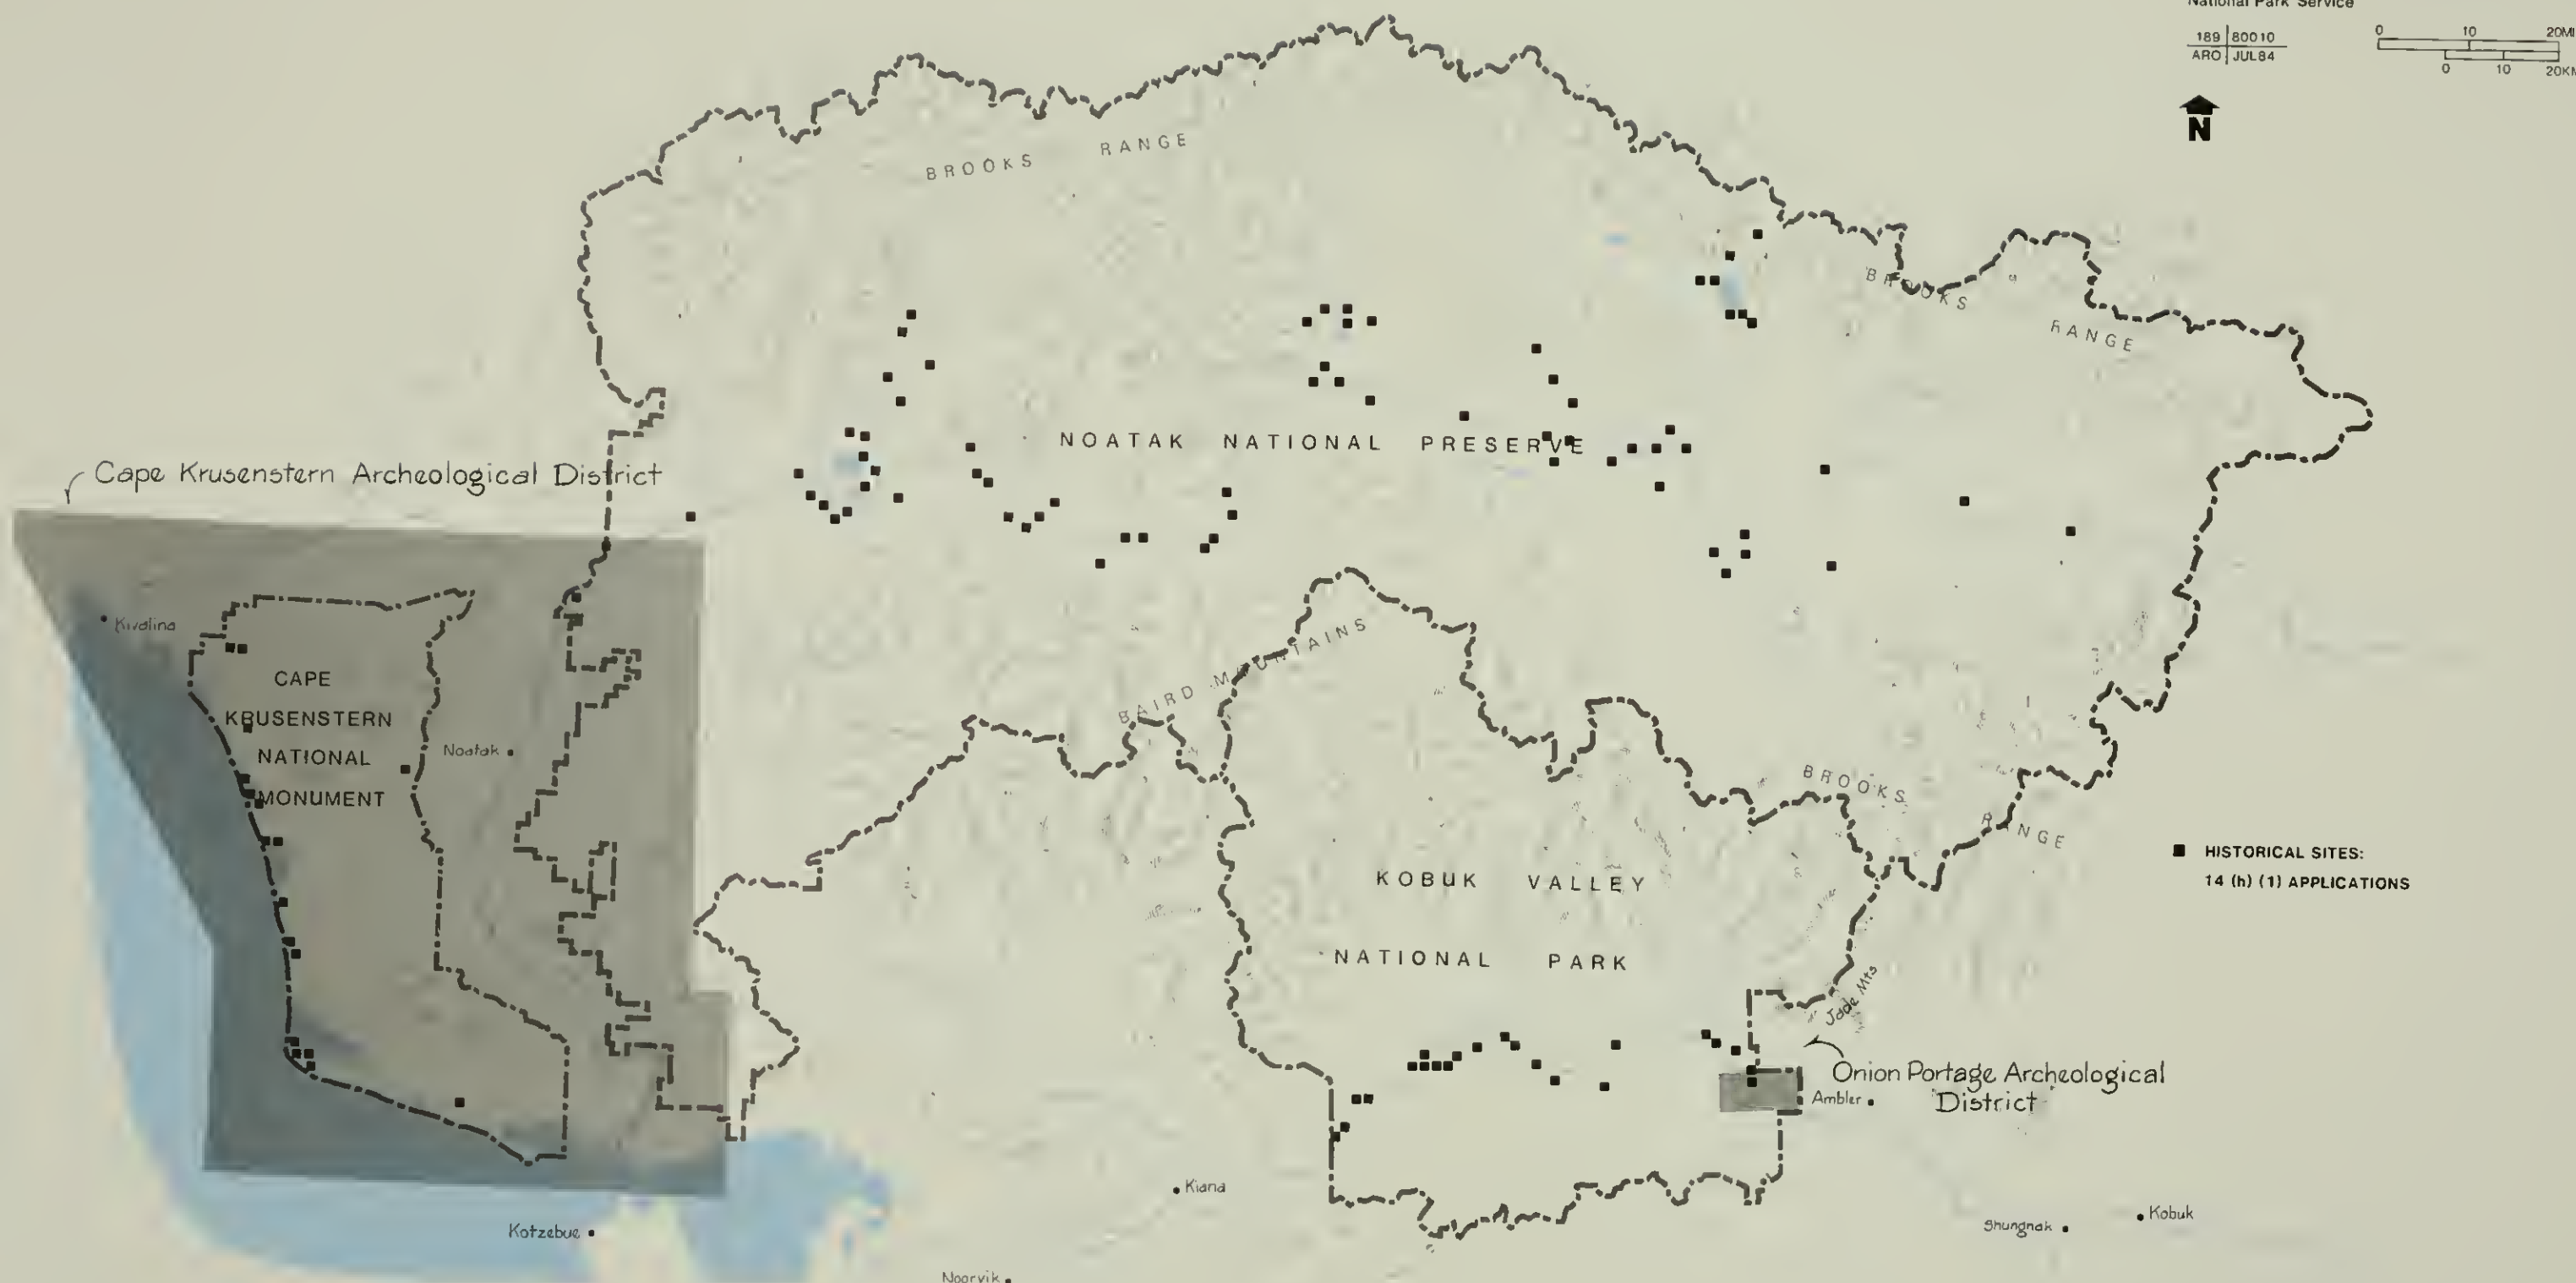 National Park Service
189 80010
ARO JUL84
0 10 20MI
0 10 20KM
N
BROOKS RANGE
BROOKS RANGE
NOATAK NATIONAL PRESERVE
Cape Krusenstern Archeological District
Kivalina
CAPE
KRUSENSTERN
NATIONAL
MONUMENT
Noatak
BAIRD MOUNTAINS
BROOKS RANGE
KOBUK VALLEY
NATIONAL PARK
HISTORICAL SITES:
14 (h) (1) APPLICATIONS
Jade Mts
Onion Portage Archeological
District
Ambler
Kiana
Kobuk
Shungnak
Kotzebue
Noorvik